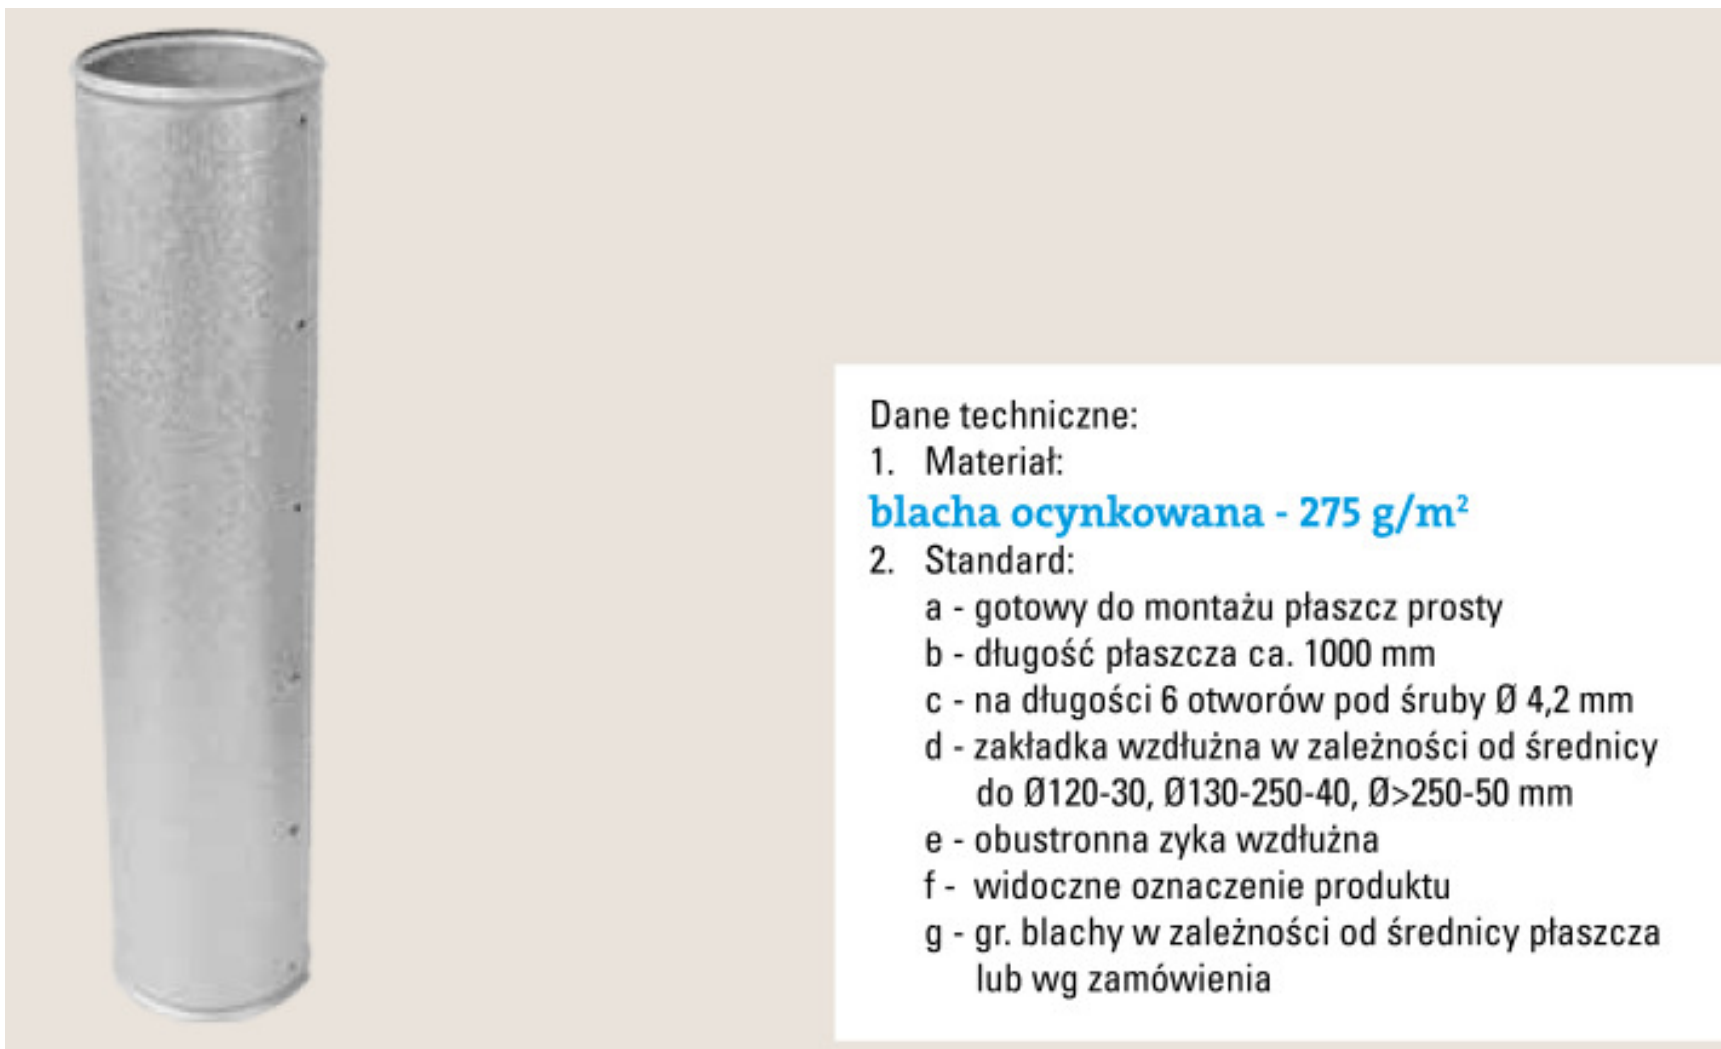 Dane techniczne:
1. Materiał:
blacha ocynkowana - 275 g/m²
2. Standard:
a - gotowy do montażu płaszcz prosty
b - długość płaszcza ca. 1000 mm
c - na długości 6 otworów pod śruby Ø 4,2 mm
d - zakładka wzdłużna w zależności od średnicy
do Ø120-30, Ø130-250-40, Ø>250-50 mm
e - obustronna zyka wzdłużna
f - widoczne oznaczenie produktu
g - gr. blachy w zależności od średnicy płaszcza
lub wg zamówienia